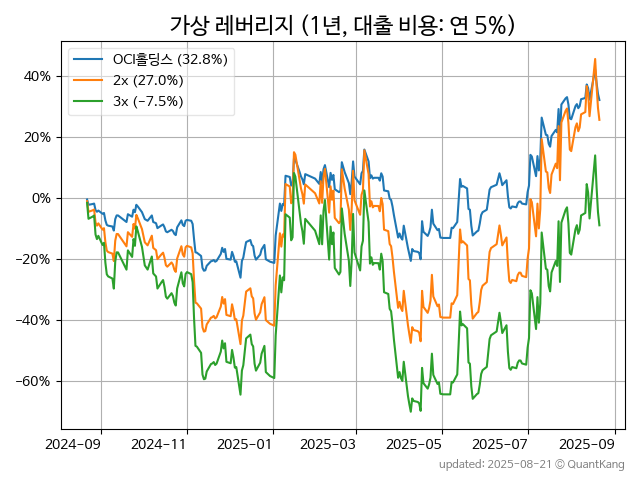 가상 레버리지 (1년, 대출 비용: 연 5%)
OCI홀딩스 (32.8%)
2x (27.0%)
3x (−7.5%)
40%
20%
0%
−20%
−40%
−60%
2024-09 2024-11 2025-01 2025-03 2025-05 2025-07 2025-09
updated: 2025-08-21 ⓒ QuantKang